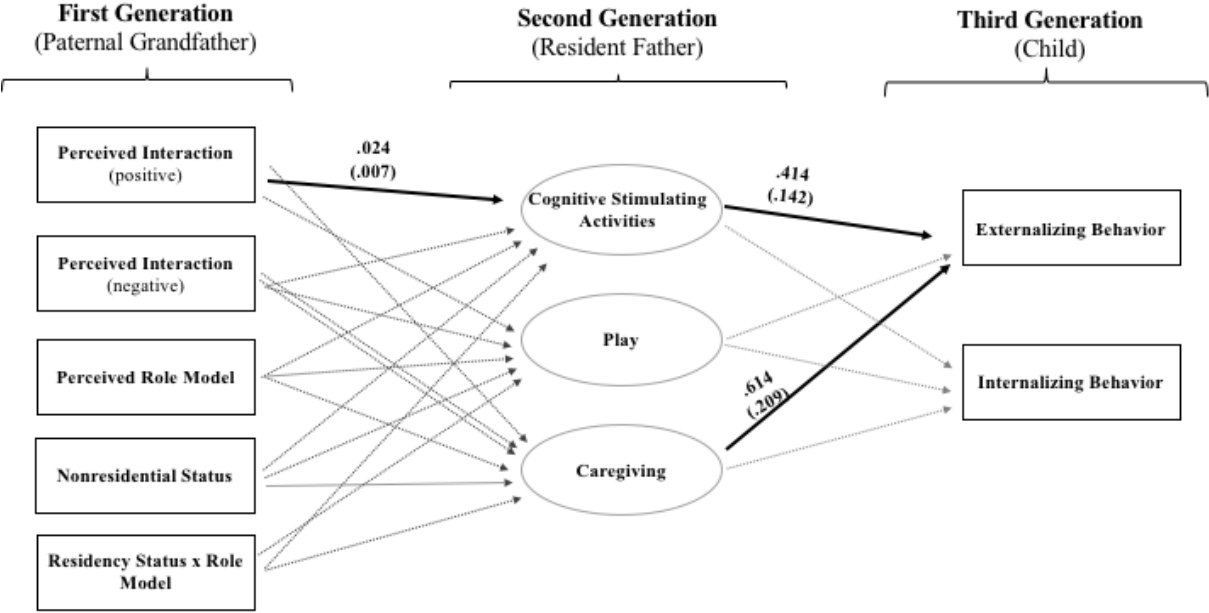 First Generation
(Paternal Grandfather)
Second Generation
(Resident Father)
Third Generation
(Child)
Perceived Interaction
(positive)
.024
(.007)
Cognitive Stimulating
Activities
.414
(.142)
Externalizing Behavior
Perceived Interaction
(negative)
Play
Perceived Role Model
.614
(.209)
Internalizing Behavior
Nonresidential Status
Caregiving
Residency Status x Role
Model